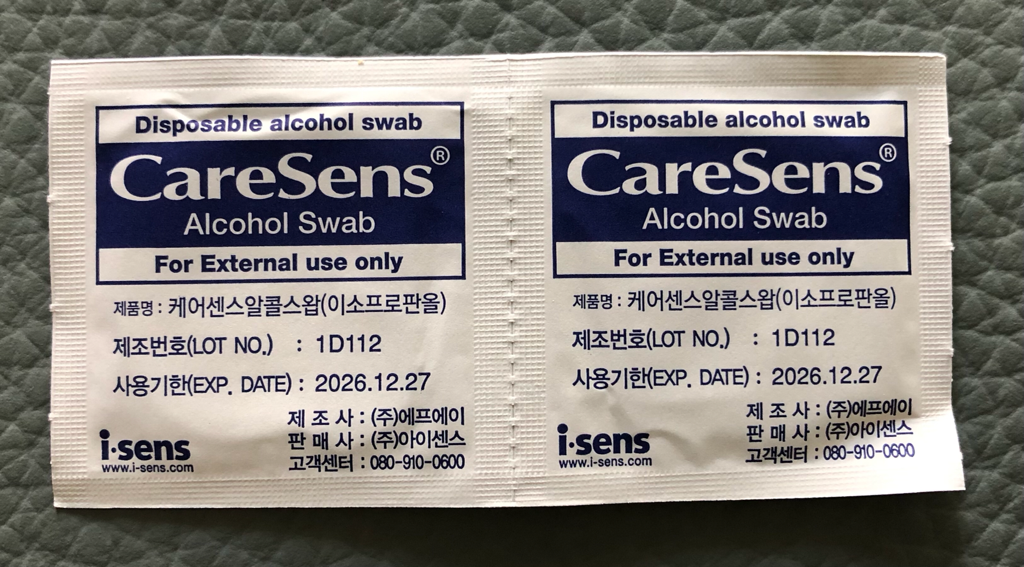 Disposable alcohol swab
CareSens®
Alcohol Swab
For External use only
제품명 : 케어센스알콜스왑(이소프로판올)
제조번호(LOT NO.) : 1D112
사용기한(EXP. DATE) : 2026.12.27
제 조 사 : (주)에프에이
판 매 사 : (주)아이센스
고객센터 : 080-910-0600
i·sens
www.i-sens.com
Disposable alcohol swab
CareSens®
Alcohol Swab
For External use only
제품명 : 케어센스알콜스왑(이소프로판올)
제조번호(LOT NO.) : 1D112
사용기한(EXP. DATE) : 2026.12.27
제 조 사 : (주)에프에이
판 매 사 : (주)아이센스
고객센터 : 080-910-0600
i·sens
www.i-sens.com